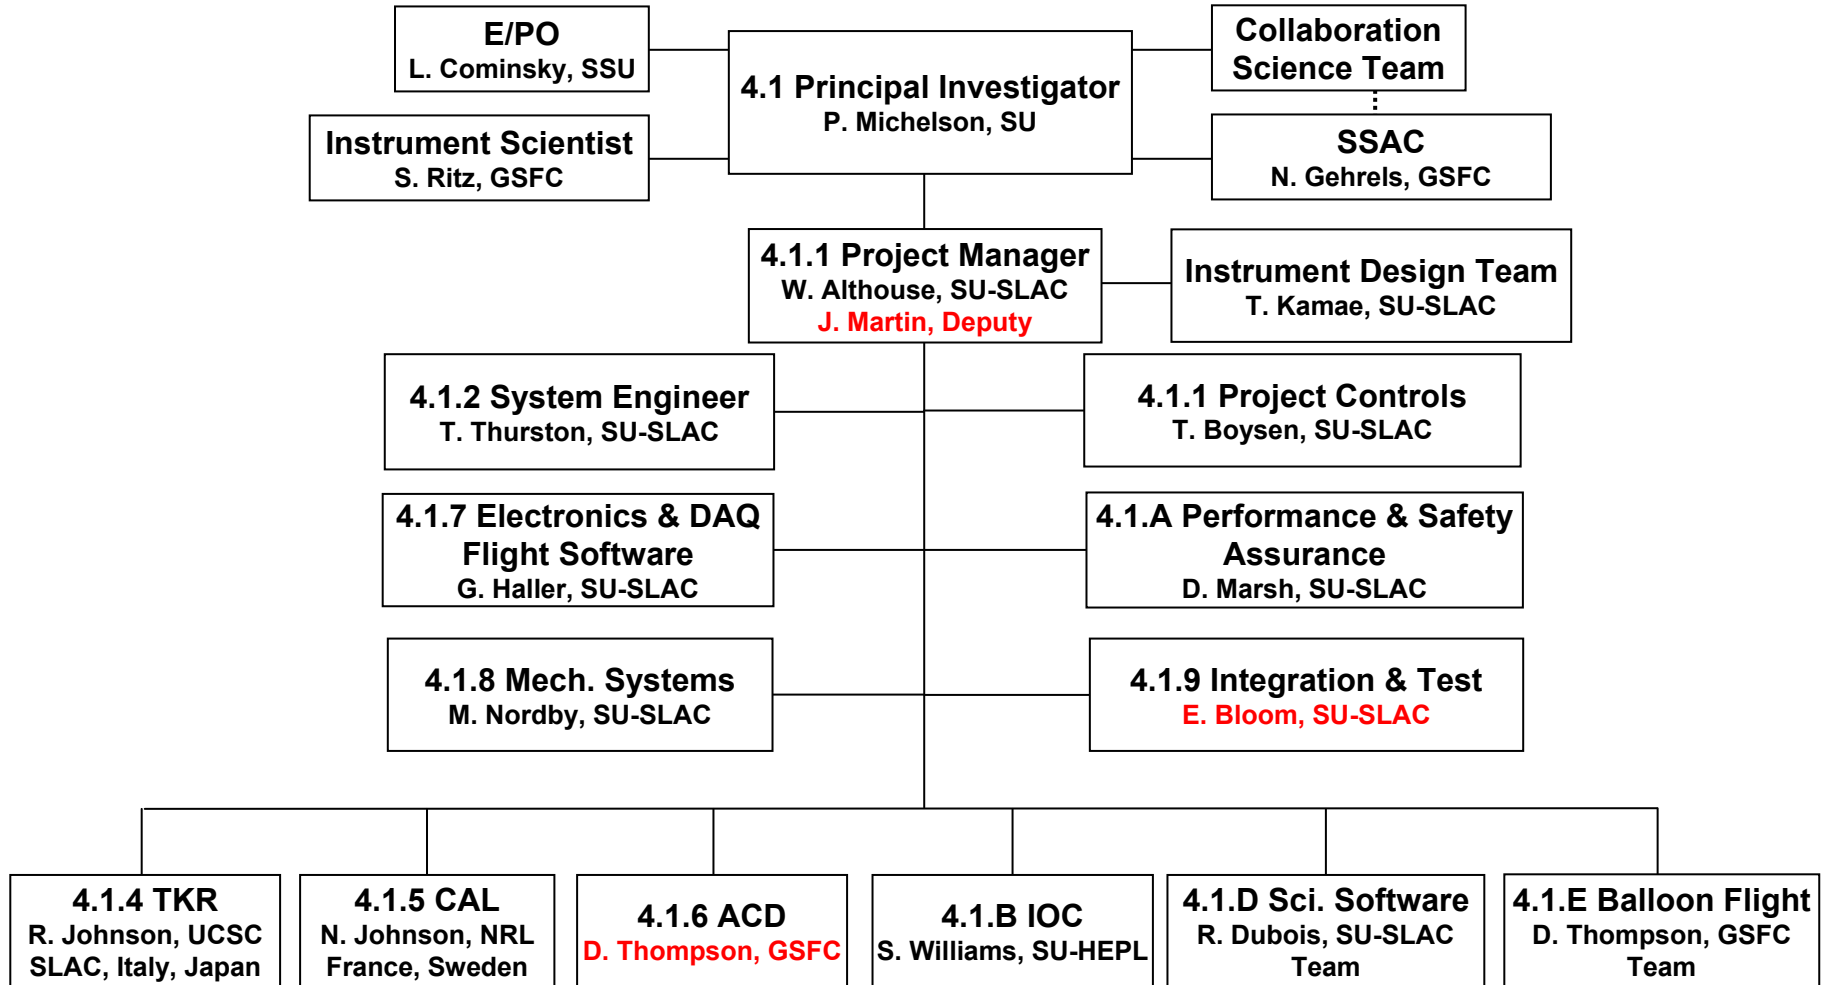 E/PO
L. Cominsky, SSU
4.1 Principal Investigator
P. Michelson, SU
Collaboration
Science Team
Instrument Scientist
S. Ritz, GSFC
SSAC
N. Gehrels, GSFC
4.1.1 Project Manager
W. Althouse, SU-SLAC
J. Martin, Deputy
Instrument Design Team
T. Kamae, SU-SLAC
4.1.2 System Engineer
T. Thurston, SU-SLAC
4.1.1 Project Controls
T. Boysen, SU-SLAC
4.1.7 Electronics & DAQ
Flight Software
G. Haller, SU-SLAC
4.1.A Performance & Safety
Assurance
D. Marsh, SU-SLAC
4.1.8 Mech. Systems
M. Nordby, SU-SLAC
4.1.9 Integration & Test
E. Bloom, SU-SLAC
4.1.4 TKR
R. Johnson, UCSC
SLAC, Italy, Japan
4.1.5 CAL
N. Johnson, NRL
France, Sweden
4.1.6 ACD
D. Thompson, GSFC
4.1.B IOC
S. Williams, SU-HEPL
4.1.D Sci. Software
R. Dubois, SU-SLAC
Team
4.1.E Balloon Flight
D. Thompson, GSFC
Team